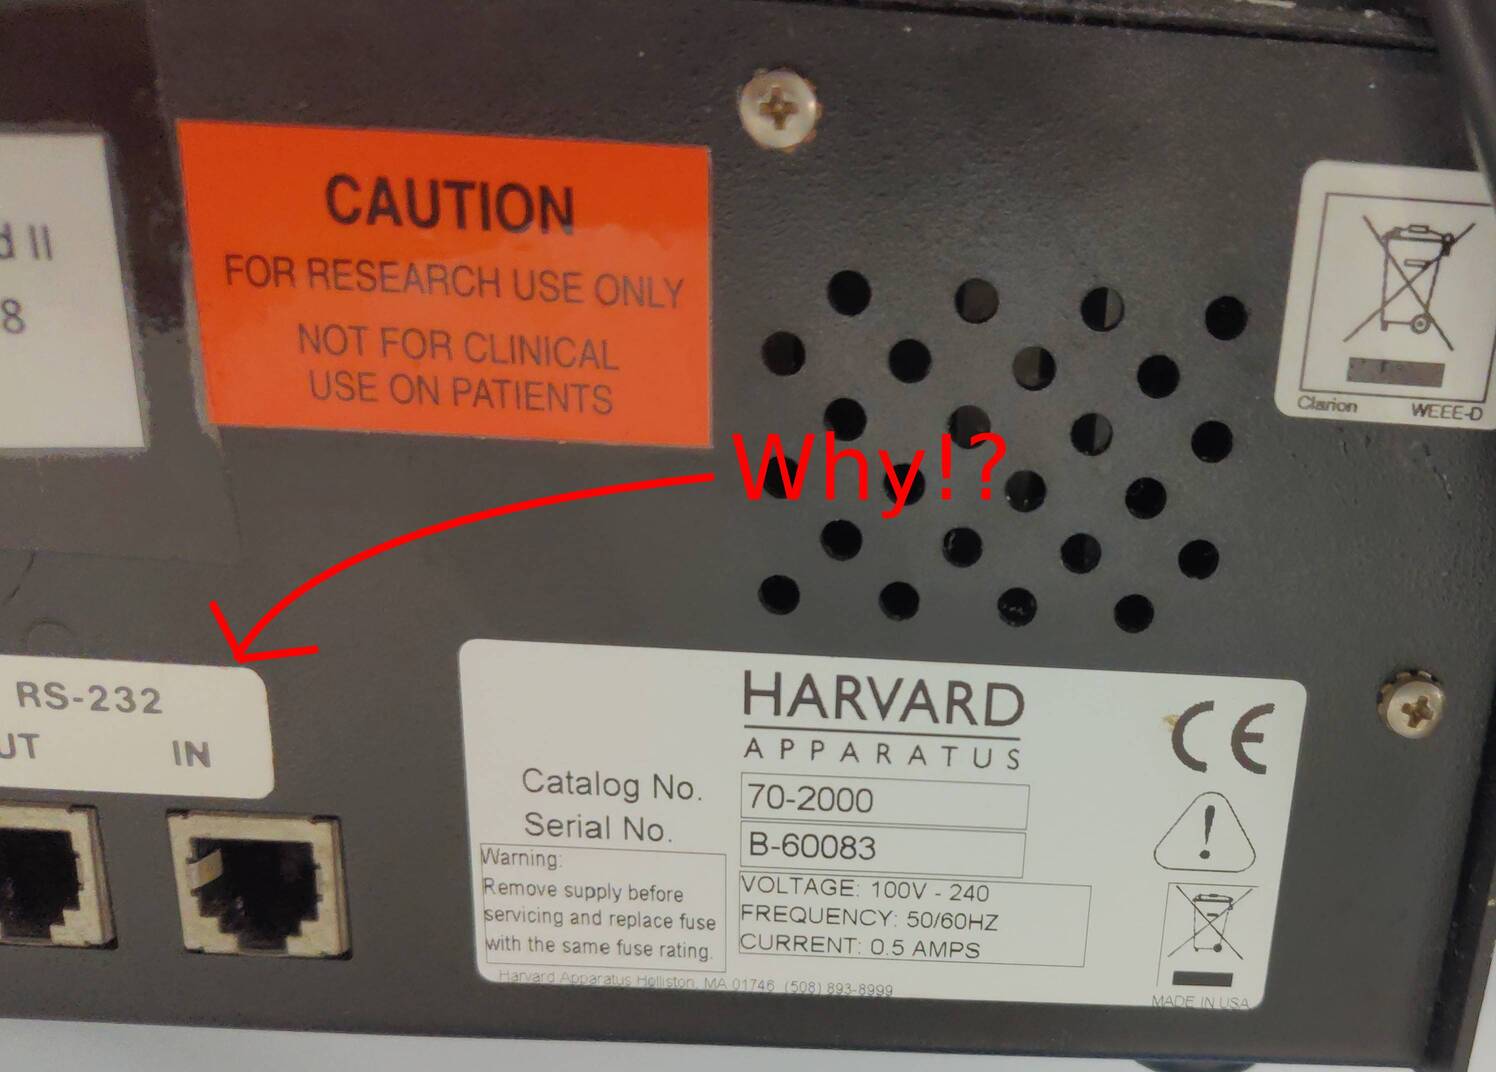 d II
8
CAUTION
FOR RESEARCH USE ONLY
NOT FOR CLINICAL
USE ON PATIENTS
Clarion WEEE-D
Why!?
RS-232
UT IN
HARVARD
APPARATUS
CE
Catalog No. 70-2000
Serial No. B-60083
Warning:
Remove supply before
servicing and replace fuse
with the same fuse rating.
VOLTAGE: 100V - 240
FREQUENCY: 50/60HZ
CURRENT: 0.5 AMPS
Harvard Apparatus Holliston, MA 01746 (508) 893-8999
MADE IN USA